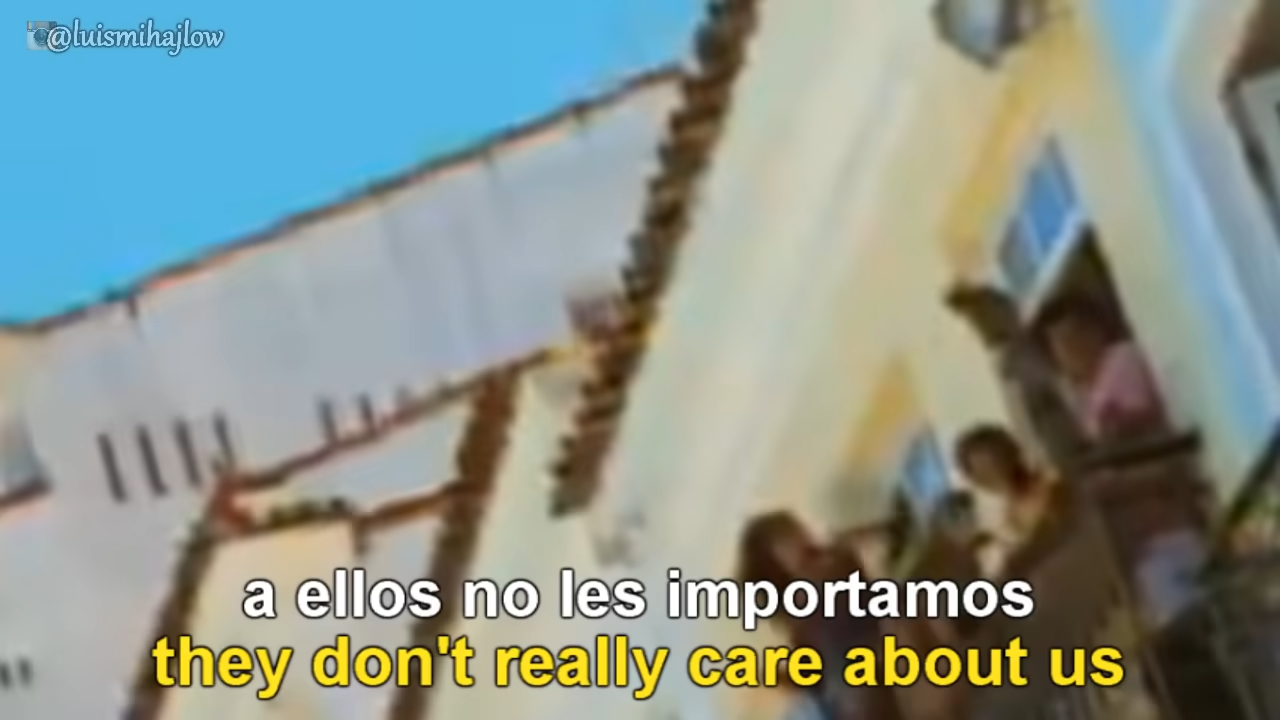 @luismihajlow
a ellos no les importamos
they don't really care about us